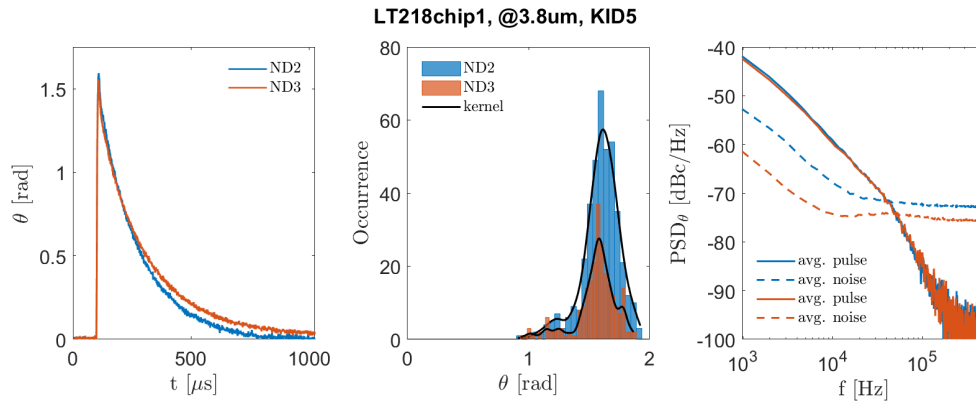 LT218chip1, @3.8um, KID5
θ [rad]
1.5
1
0.5
0
0
500
1000
t [μs]
ND2
ND3
Occurrence
80
60
40
20
0
0
1
2
θ [rad]
ND2
ND3
kernel
PSDθ [dBc/Hz]
-40
-50
-60
-70
-80
-90
-100
10³
10⁴
10⁵
f [Hz]
avg. pulse
avg. noise
avg. pulse
avg. noise